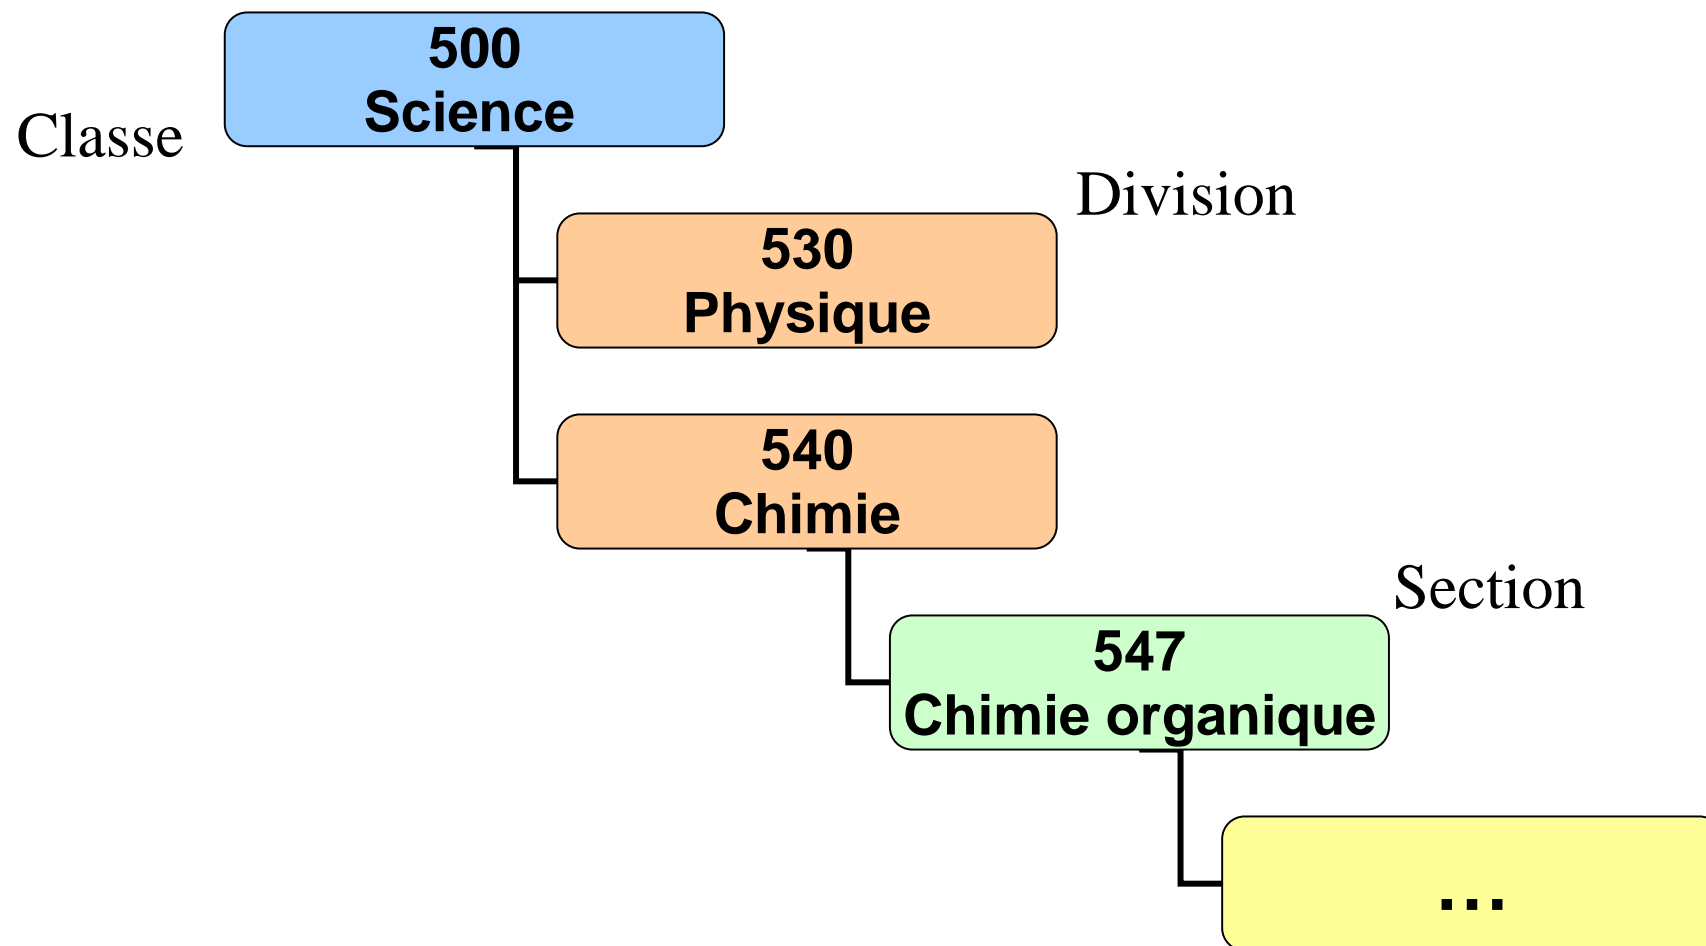 500
Science
Classe
Division
530
Physique
540
Chimie
Section
547
Chimie organique
...